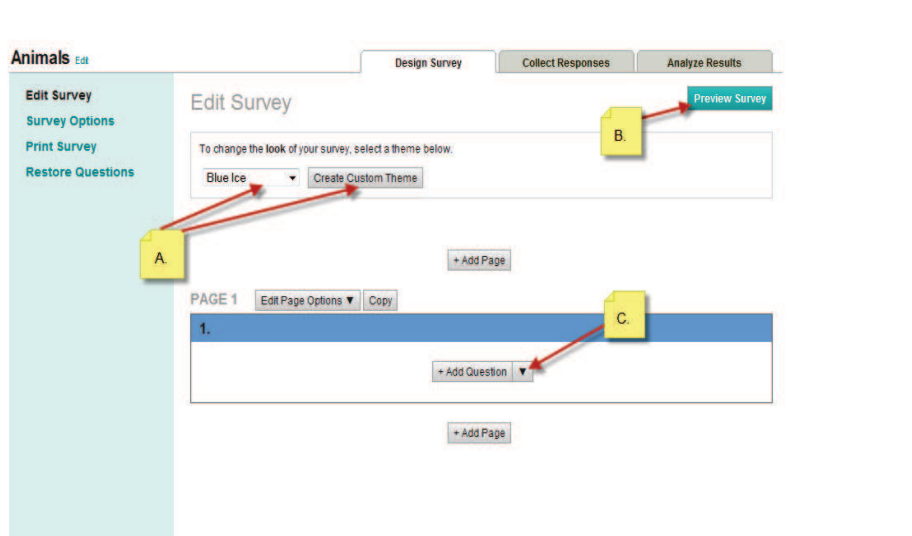 Animals Edit
Design Survey
Collect Responses
Analyze Results
Edit Survey
Survey Options
Print Survey
Restore Questions
Edit Survey
Preview Survey
B.
To change the look of your survey, select a theme below.
Blue Ice ▼ Create Custom Theme
A.
+ Add Page
PAGE 1 Edit Page Options ▼ Copy
C.
1.
+ Add Question ▼
+ Add Page